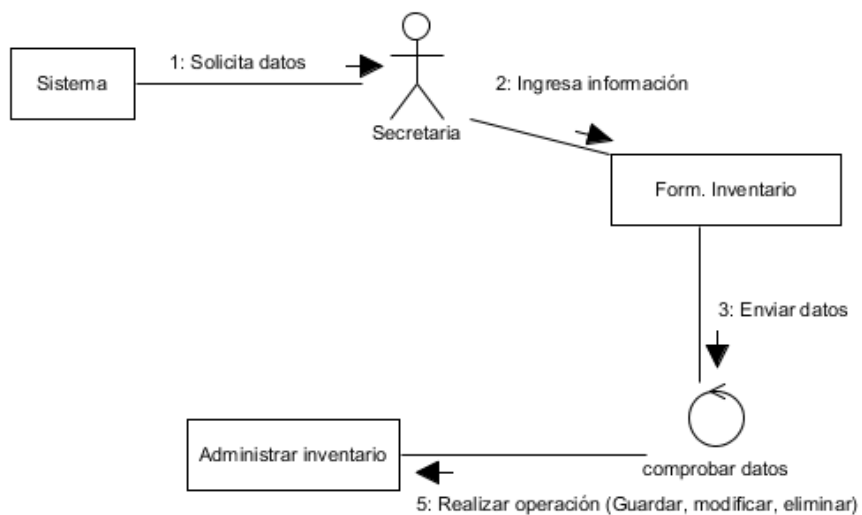 1: Solicita datos
Sistema
Secretaria
2: Ingresa información
Form. Inventario
3: Enviar datos
Administrar inventario
comprobar datos
5: Realizar operación (Guardar, modificar, eliminar)